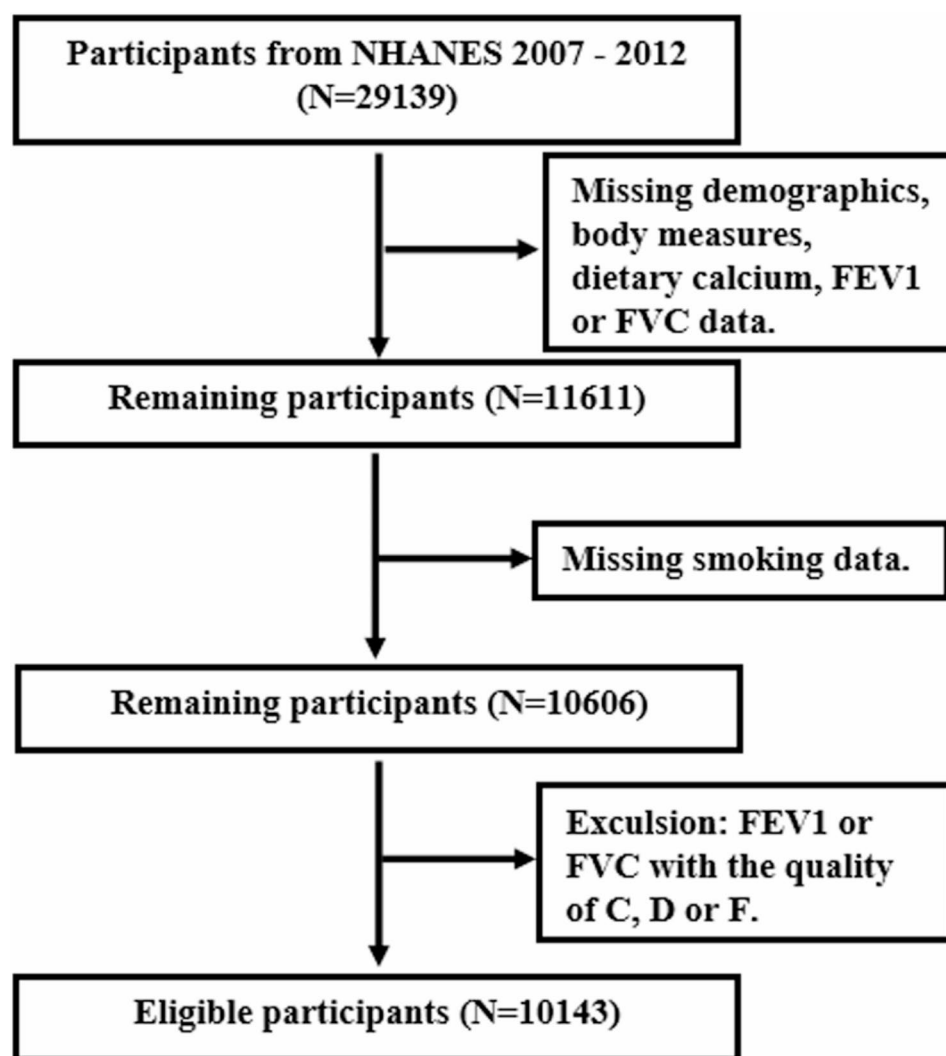 Participants from NHANES 2007 - 2012
(N=29139)
Missing demographics,
body measures,
dietary calcium, FEV1
or FVC data.
Remaining participants (N=11611)
Missing smoking data.
Remaining participants (N=10606)
Exculsion: FEV1 or
FVC with the quality
of C, D or F.
Eligible participants (N=10143)